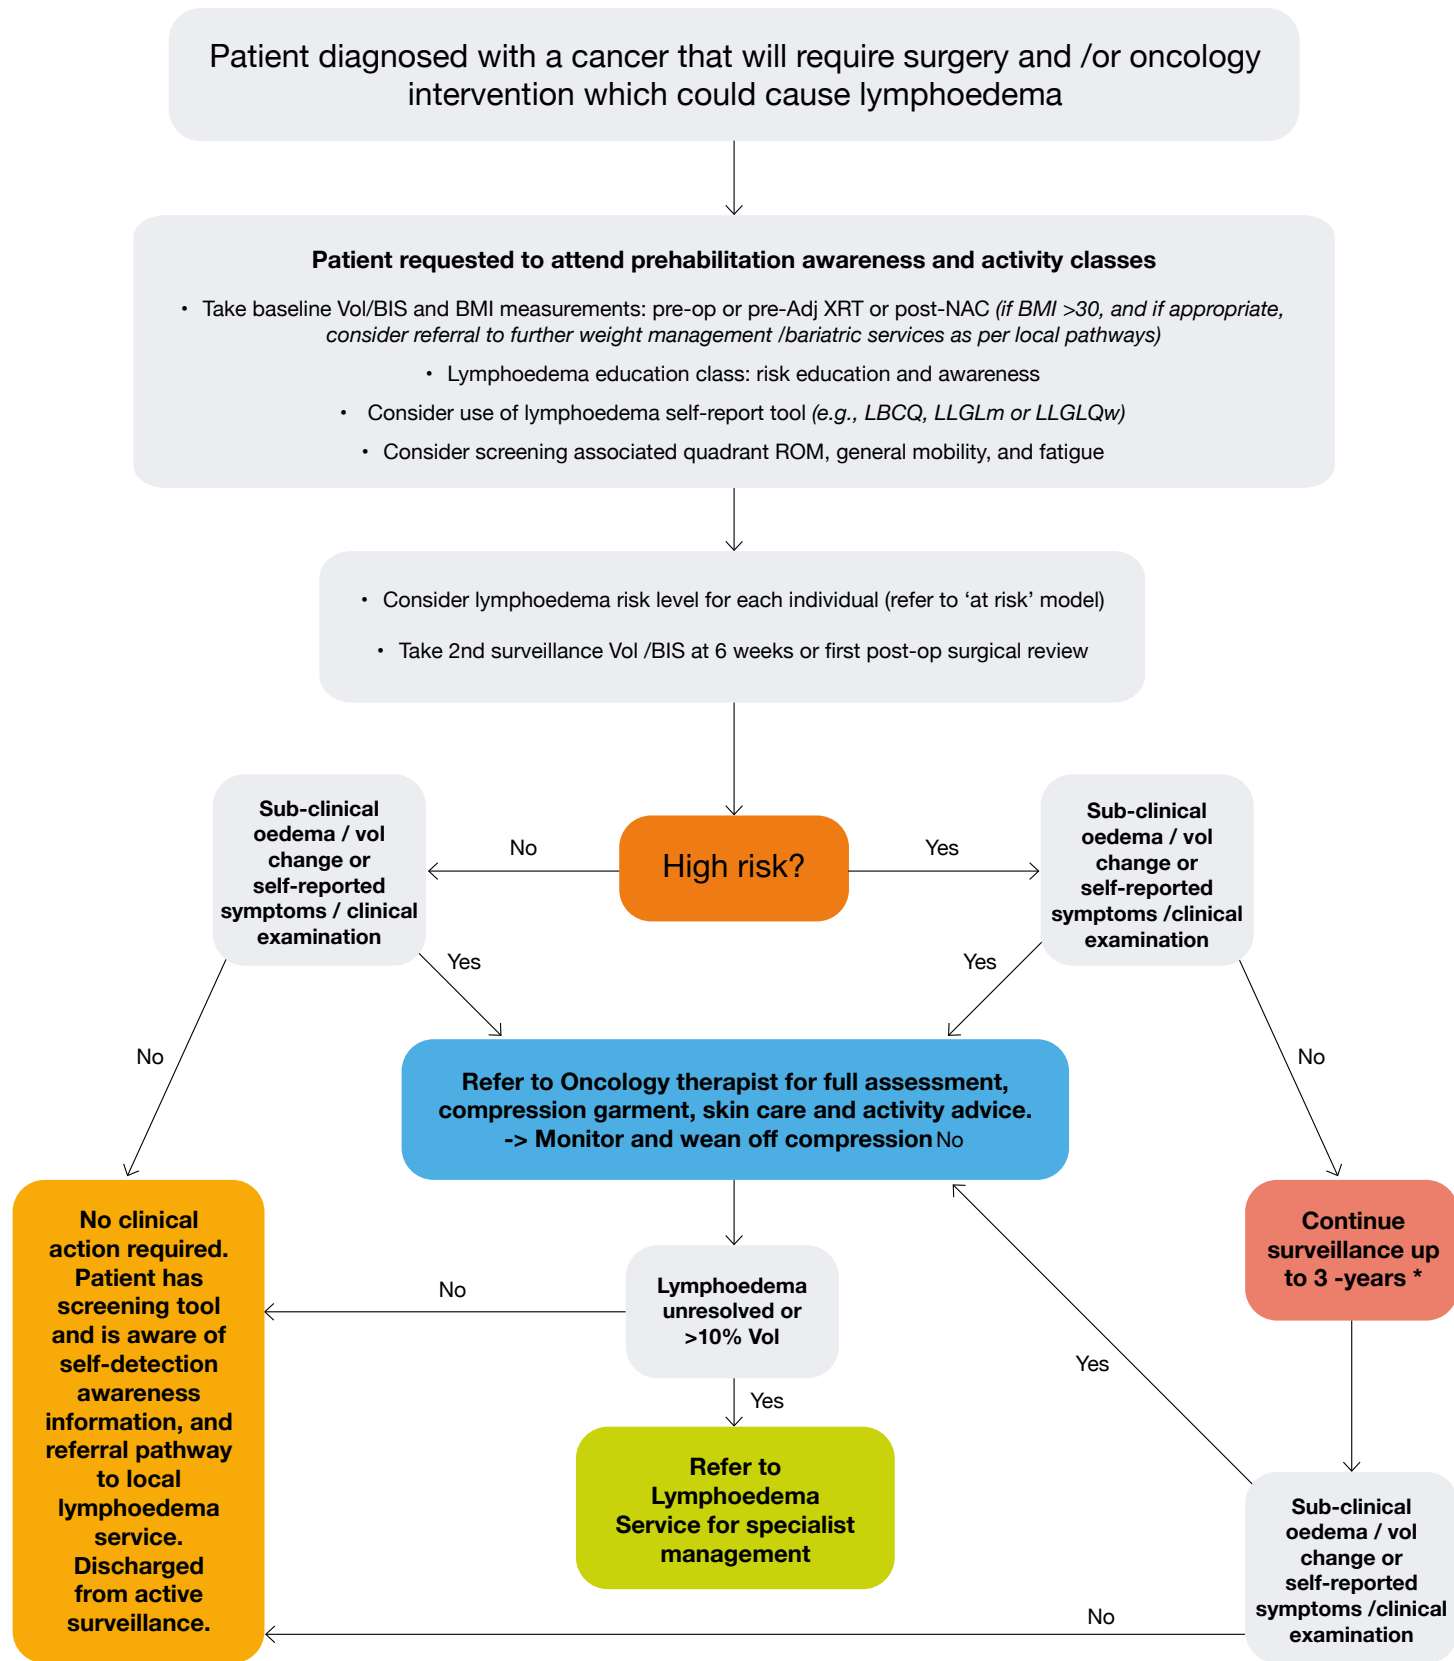 Patient diagnosed with a cancer that will require surgery and /or oncology
intervention which could cause lymphoedema
Patient requested to attend prehabilitation awareness and activity classes
• Take baseline Vol/BIS and BMI measurements: pre-op or pre-Adj XRT or post-NAC (if BMI >30, and if appropriate,
consider referral to further weight management /bariatric services as per local pathways)
• Lymphoedema education class: risk education and awareness
• Consider use of lymphoedema self-report tool (e.g., LBCQ, LLGLm or LLGLQw)
• Consider screening associated quadrant ROM, general mobility, and fatigue
• Consider lymphoedema risk level for each individual (refer to ‘at risk’ model)
• Take 2nd surveillance Vol /BIS at 6 weeks or first post-op surgical review
Sub-clinical
oedema / vol
change or
self-reported
symptoms / clinical
examination
No
High risk?
Yes
Sub-clinical
oedema / vol
change or
self-reported
symptoms /clinical
examination
Yes
Yes
No
No
Refer to Oncology therapist for full assessment,
compression garment, skin care and activity advice.
-> Monitor and wean off compression No
No clinical
action required.
Patient has
screening tool
and is aware of
self-detection
awareness
information, and
referral pathway
to local
lymphoedema
service.
Discharged
from active
surveillance.
No
Lymphoedema
unresolved or
>10% Vol
Yes
Refer to
Lymphoedema
Service for specialist
management
Continue
surveillance up
to 3 -years *
Yes
Sub-clinical
oedema / vol
change or
self-reported
symptoms /clinical
examination
No